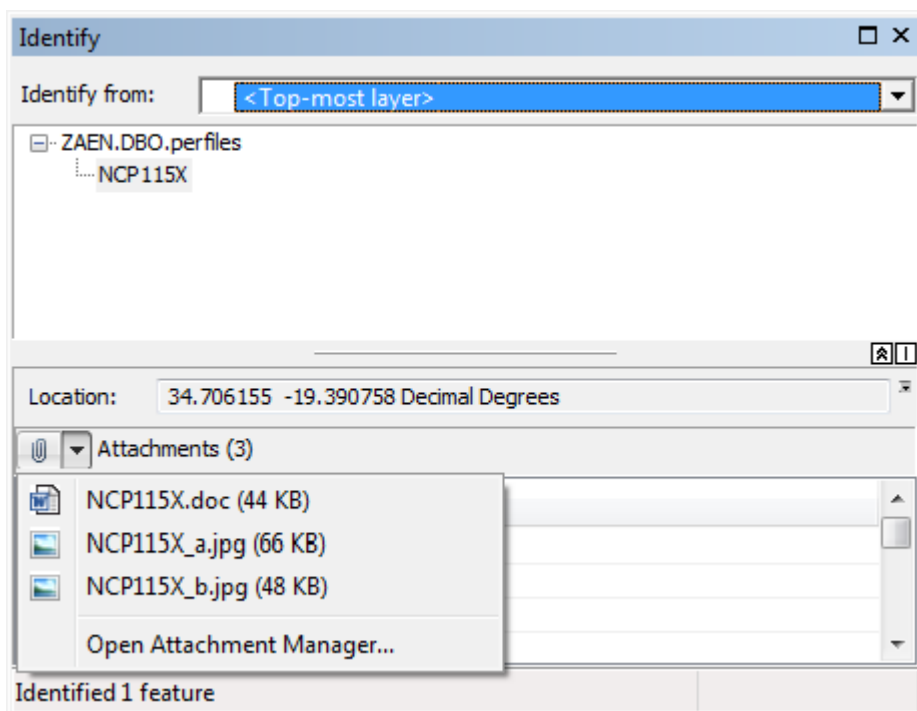 Identify
Identify from: <Top-most layer>
ZAEN.DBO.perfiles
NCP115X
Location: 34.706155 -19.390758 Decimal Degrees
Attachments (3)
NCP115X.doc (44 KB)
NCP115X_a.jpg (66 KB)
NCP115X_b.jpg (48 KB)
Open Attachment Manager...
Identified 1 feature